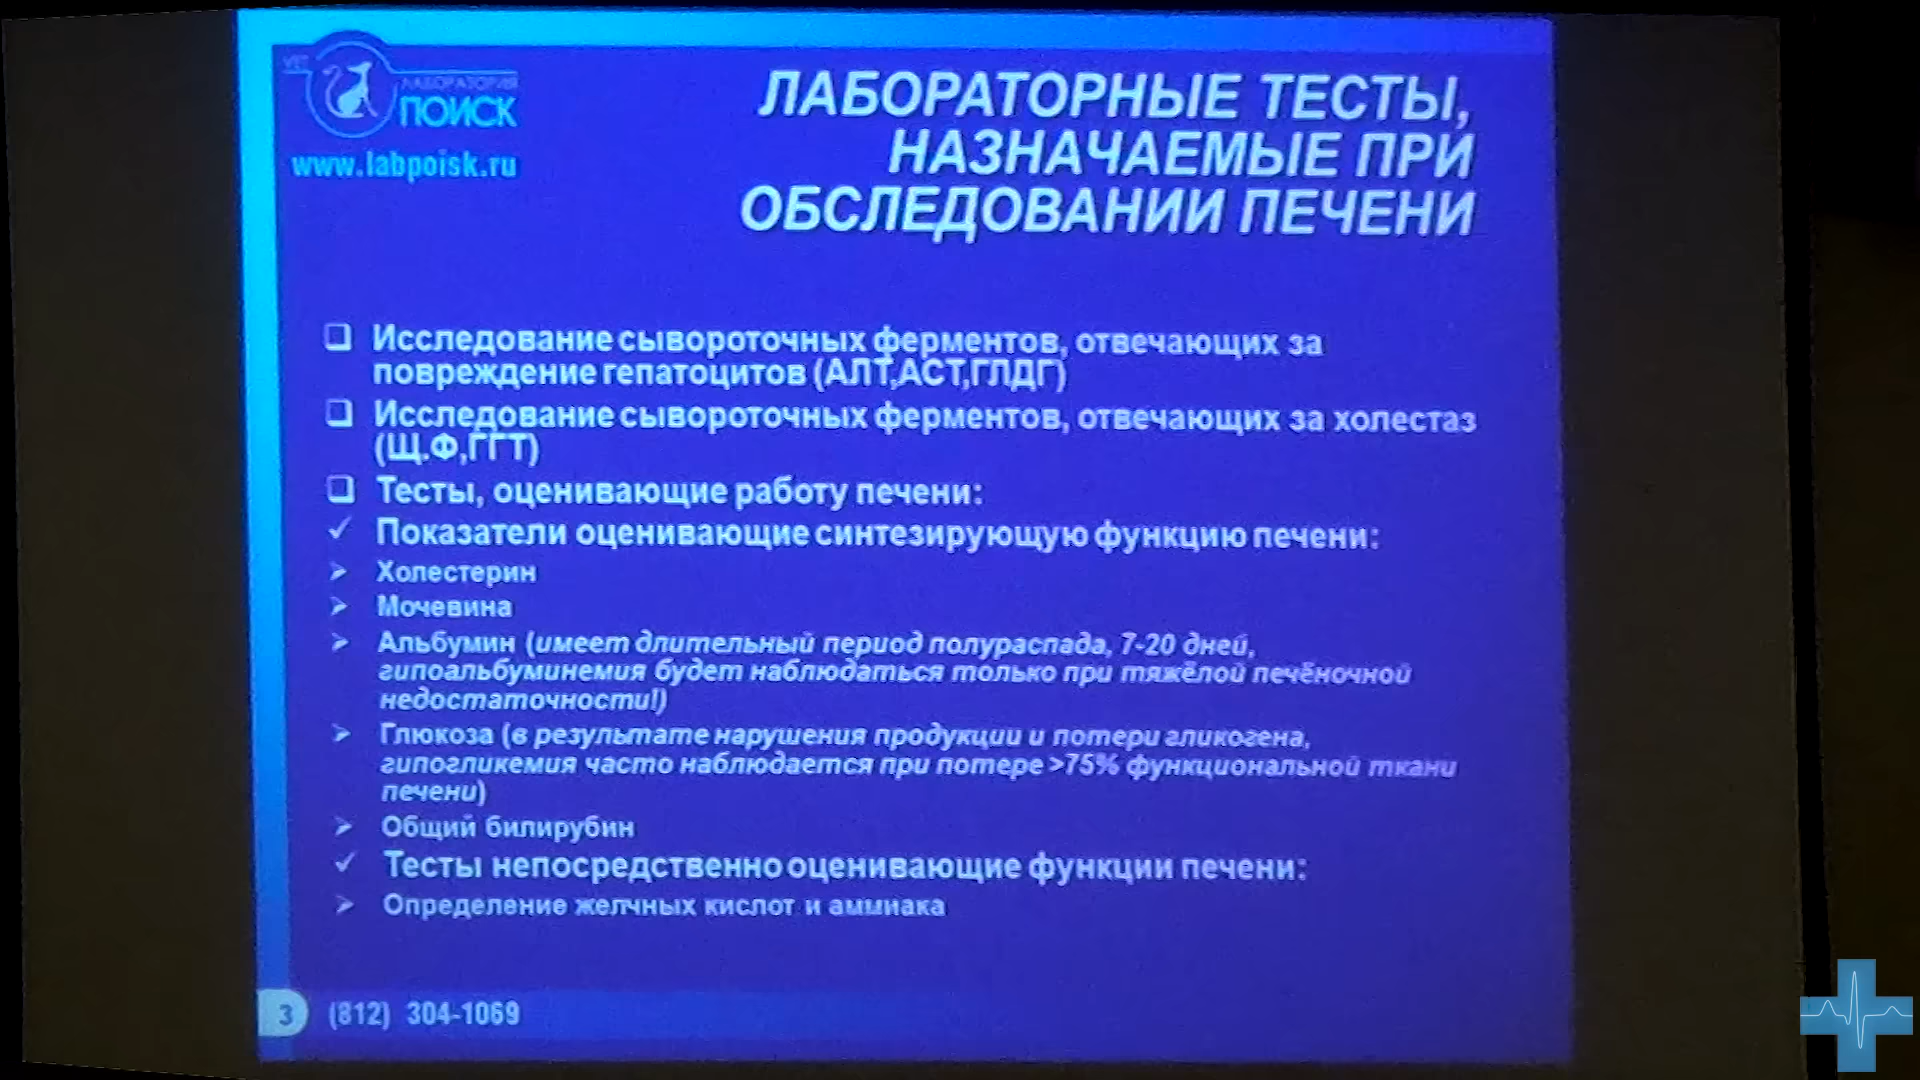 VET
ЛАБОРАТОРИЯ
ПОИСК
www.labpoisk.ru
ЛАБОРАТОРНЫЕ ТЕСТЫ,
НАЗНАЧАЕМЫЕ ПРИ
ОБСЛЕДОВАНИИ ПЕЧЕНИ
❑ Исследование сывороточных ферментов, отвечающих за
повреждение гепатоцитов (АЛТ,АСТ,ГЛДГ)
❑ Исследование сывороточных ферментов, отвечающих за холестаз
(Щ.Ф,ГГТ)
❑ Тесты, оценивающие работу печени:
✓ Показатели оценивающие синтезирующую функцию печени:
➢ Холестерин
➢ Мочевина
➢ Альбумин (имеет длительный период полураспада, 7-20 дней,
гипоальбуминемия будет наблюдаться только при тяжёлой печёночной
недостаточности!)
➢ Глюкоза (в результате нарушения продукции и потери гликогена,
гипогликемия часто наблюдается при потере >75% функциональной ткани
печени)
➢ Общий билирубин
✓ Тесты непосредственно оценивающие функции печени:
➢ Определение желчных кислот и аммиака
3 (812) 304-1069